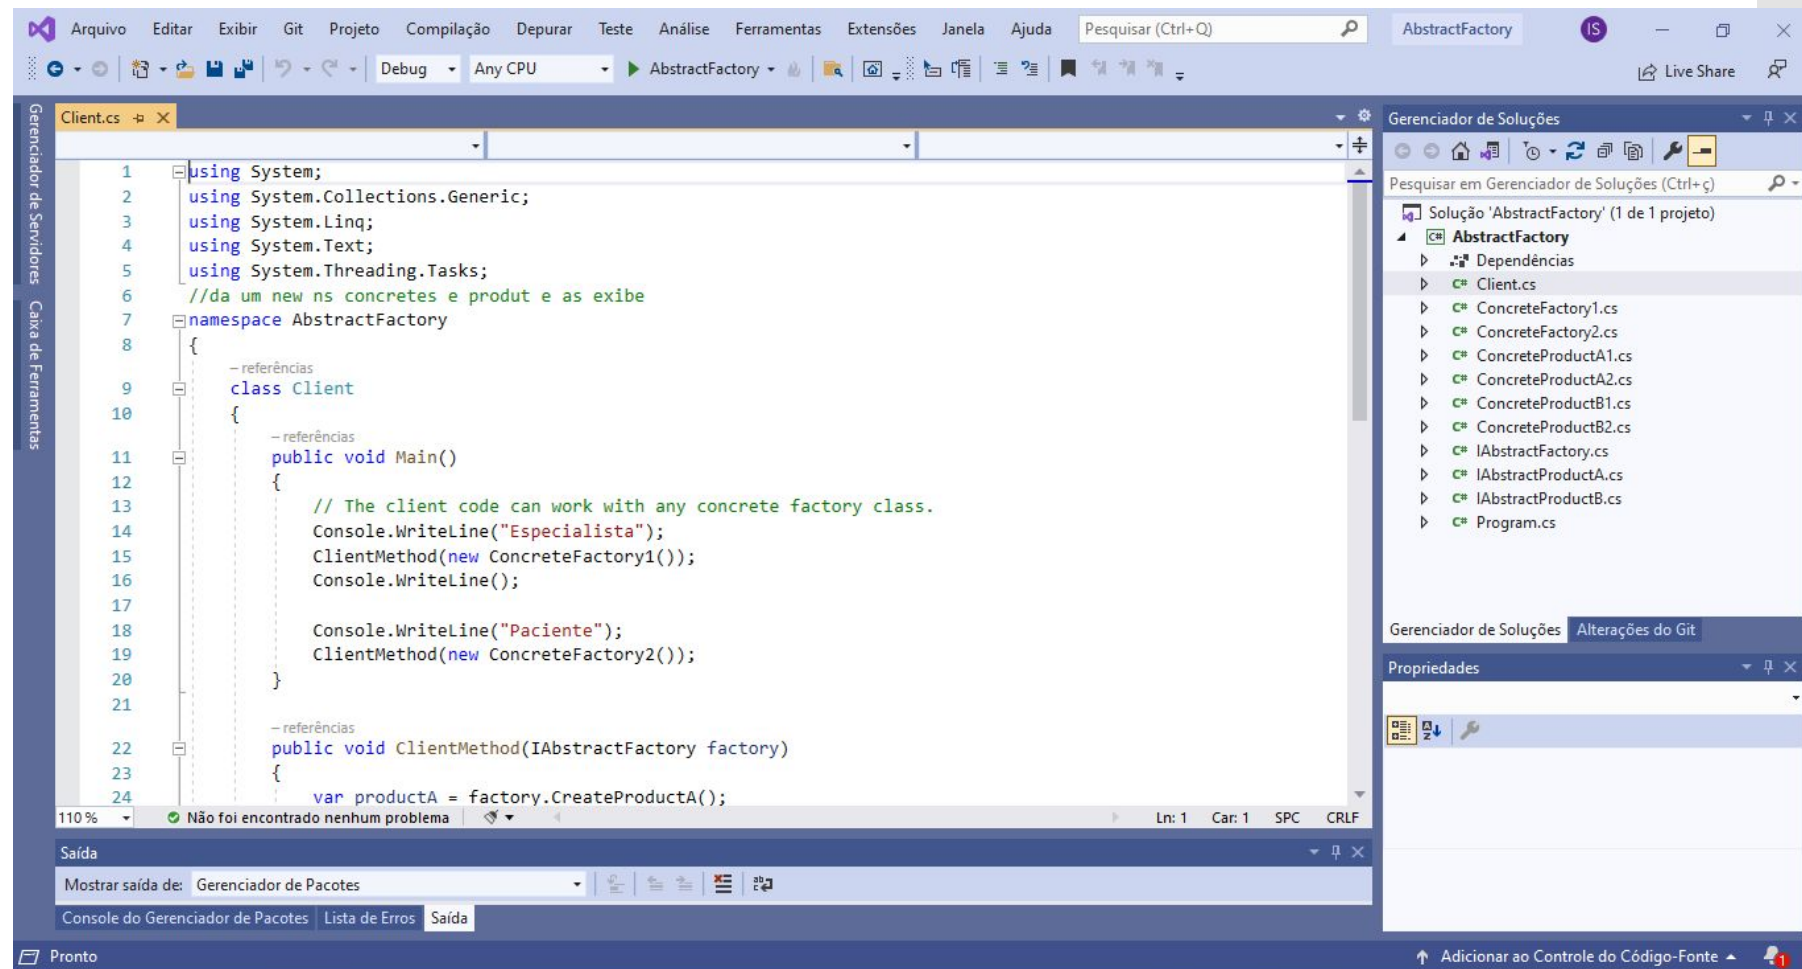 Arquivo Editar Exibir Git Projeto Compilação Depurar Teste Análise Ferramentas Extensões Janela Ajuda Pesquisar (Ctrl+Q) AbstractFactory IS
Debug Any CPU AbstractFactory Live Share
Gerenciador de Servidores
Caixa de Ferramentas
Client.cs
1 using System;
2 using System.Collections.Generic;
3 using System.Linq;
4 using System.Text;
5 using System.Threading.Tasks;
6 //da um new ns concretes e produt e as exibe
7 namespace AbstractFactory
8 {
– referências
9 class Client
10 {
– referências
11 public void Main()
12 {
13 // The client code can work with any concrete factory class.
14 Console.WriteLine("Especialista");
15 ClientMethod(new ConcreteFactory1());
16 Console.WriteLine();
17
18 Console.WriteLine("Paciente");
19 ClientMethod(new ConcreteFactory2());
20 }
21
– referências
22 public void ClientMethod(IAbstractFactory factory)
23 {
24 var productA = factory.CreateProductA();
110 % Não foi encontrado nenhum problema Ln: 1 Car: 1 SPC CRLF
Saída
Mostrar saída de: Gerenciador de Pacotes
Console do Gerenciador de Pacotes Lista de Erros Saída
Gerenciador de Soluções
Pesquisar em Gerenciador de Soluções (Ctrl+ç)
Solução 'AbstractFactory' (1 de 1 projeto)
C# AbstractFactory
Dependências
C# Client.cs
C# ConcreteFactory1.cs
C# ConcreteFactory2.cs
C# ConcreteProductA1.cs
C# ConcreteProductA2.cs
C# ConcreteProductB1.cs
C# ConcreteProductB2.cs
C# IAbstractFactory.cs
C# IAbstractProductA.cs
C# IAbstractProductB.cs
C# Program.cs
Gerenciador de Soluções Alterações do Git
Propriedades
Pronto Adicionar ao Controle do Código-Fonte 1